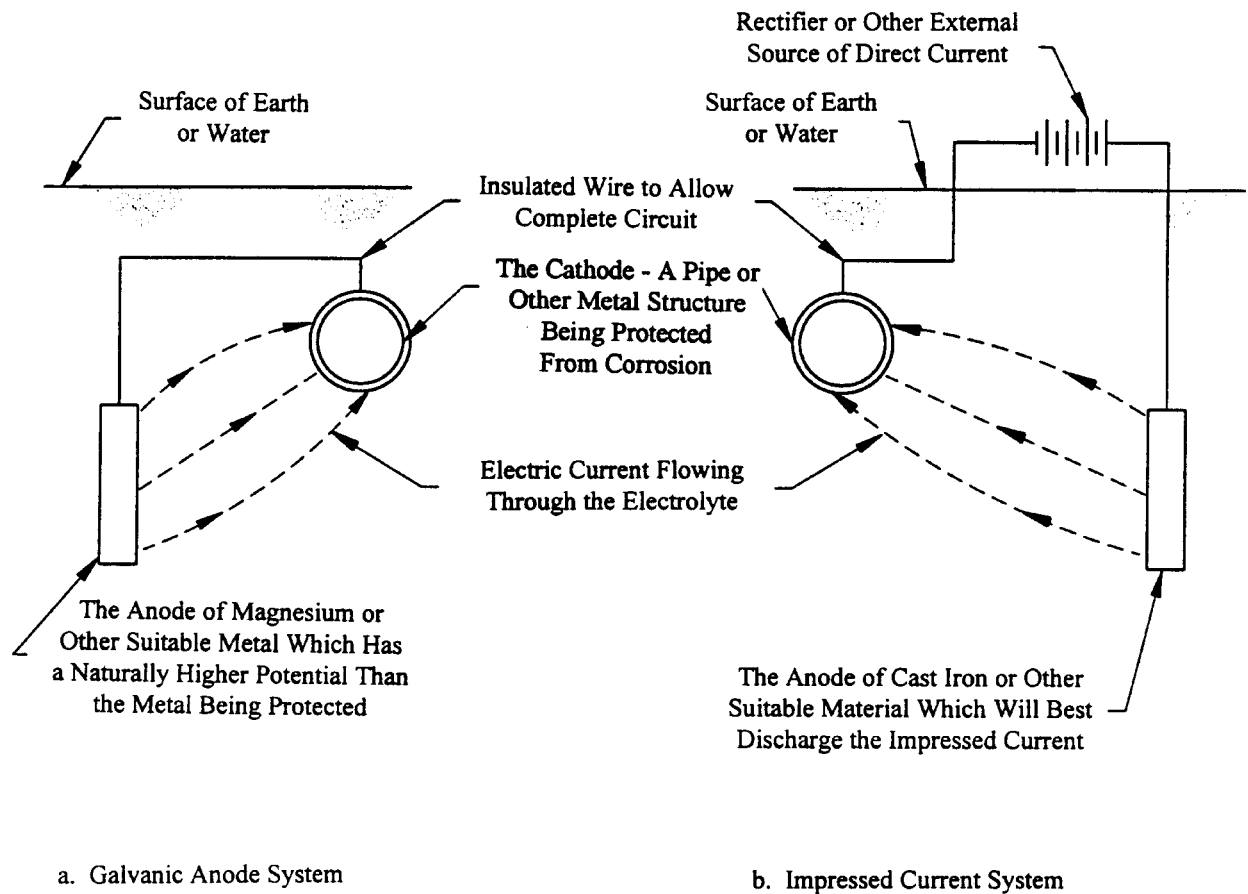 Rectifier or Other External
Source of Direct Current
Surface of Earth
or Water
Surface of Earth
or Water
Insulated Wire to Allow
Complete Circuit
The Cathode - A Pipe or
Other Metal Structure
Being Protected
From Corrosion
Electric Current Flowing
Through the Electrolyte
The Anode of Magnesium or
Other Suitable Metal Which Has
a Naturally Higher Potential Than
the Metal Being Protected
The Anode of Cast Iron or Other
Suitable Material Which Will Best
Discharge the Impressed Current
a. Galvanic Anode System
b. Impressed Current System